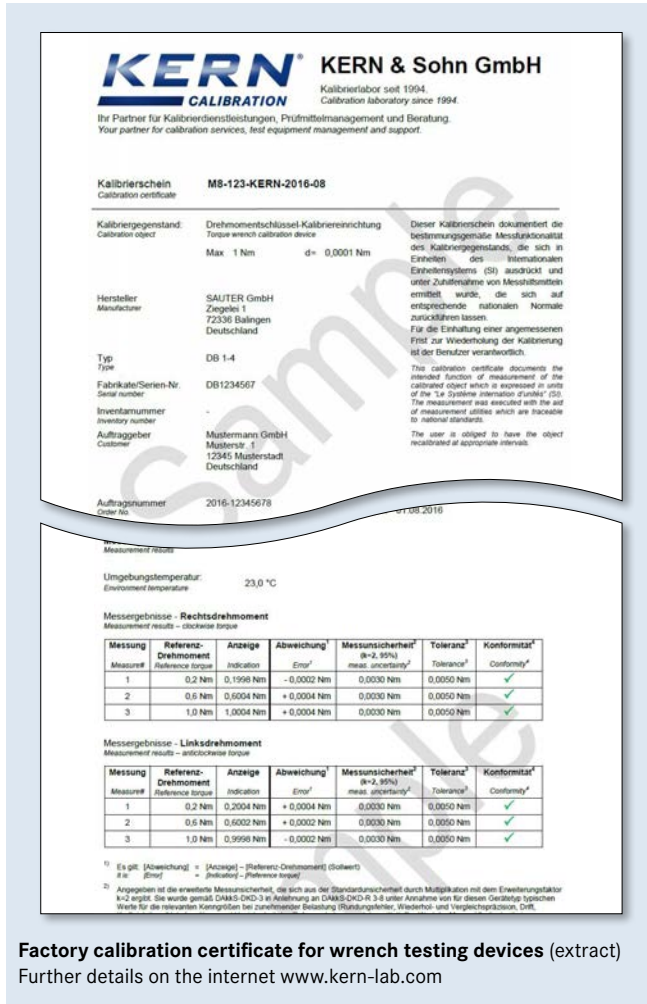 KERN
CALIBRATION
KERN & Sohn GmbH
Kalibrierlabor seit 1994.
Calibration laboratory since 1994.
Ihr Partner für Kalibrierdienstleistungen, Prüfmittelmanagement und Beratung.
Your partner for calibration services, test equipment management and support.
Kalibrierschein M8-123-KERN-2016-08
Calibration certificate
Kalibriergegenstand: Drehmomentschlüssel-Kalibriereinrichtung
Calibration object Torque wrench calibration device
Max 1 Nm d= 0,0001 Nm
Hersteller SAUTER GmbH
Manufacturer Ziegelei 1
72336 Balingen
Deutschland
Typ DB 1-4
Type
Fabrikate/Serien-Nr. DB1234567
Serial number
Inventarnummer -
Inventory number
Auftraggeber Mustermann GmbH
Customer Musterstr. 1
12345 Musterstadt
Deutschland
Auftragsnummer 2016-12345678
Order No.
Dieser Kalibrierschein dokumentiert die
bestimmungsgemäße Messfunktionalität
des Kalibriergegenstands, die sich in
Einheiten des Internationalen
Einheitensystems (SI) ausdrückt und
unter Zuhilfenahme von Messhilfsmitteln
ermittelt wurde, die sich auf
entsprechende nationalen Normale
zurückführen lassen.
Für die Einhaltung einer angemessenen
Frist zur Wiederholung der Kalibrierung
ist der Benutzer verantwortlich.
This calibration certificate documents the
intended function of measurement of the
calibrated object which is expressed in units
of the "Le Système internation d'unités" (SI).
The measurement was executed with the aid
of measurement utilities which are traceable
to national standards.
The user is obliged to have the object
recalibrated at appropriate intervals.
01.08.2016
Sample
Measurement results
Umgebungstemperatur: 23,0 °C
Environment temperature
Messergebnisse - Rechtsdrehmoment
Measurement results – clockwise torque
Messung Referenz- Anzeige Abweichung¹ Messunsicherheit² Toleranz³ Konformität⁴
Drehmoment (k=2, 95%)
Measure# Reference torque Indication Error¹ meas. uncertainty² Tolerance³ Conformity⁴
1 0,2 Nm 0,1998 Nm - 0,0002 Nm 0,0030 Nm 0,0050 Nm ✓
2 0,6 Nm 0,6004 Nm + 0,0004 Nm 0,0030 Nm 0,0050 Nm ✓
3 1,0 Nm 1,0004 Nm + 0,0004 Nm 0,0030 Nm 0,0050 Nm ✓
Messergebnisse - Linksdrehmoment
Measurement results – anticlockwise torque
Messung Referenz- Anzeige Abweichung¹ Messunsicherheit² Toleranz³ Konformität⁴
Drehmoment (k=2, 95%)
Measure# Reference torque Indication Error¹ meas. uncertainty² Tolerance³ Conformity⁴
1 0,2 Nm 0,2004 Nm + 0,0004 Nm 0,0030 Nm 0,0050 Nm ✓
2 0,6 Nm 0,6002 Nm + 0,0002 Nm 0,0030 Nm 0,0050 Nm ✓
3 1,0 Nm 0,9998 Nm - 0,0002 Nm 0,0030 Nm 0,0050 Nm ✓
1) Es gilt: [Abweichung] = [Anzeige] – [Referenz-Drehmoment] (Sollwert)
It is: [Error] = [Indication] – [Reference torque]
2) Angegeben ist die erweiterte Messunsicherheit, die sich aus der Standardunsicherheit durch Multiplikation mit dem Erweiterungsfaktor
k=2 ergibt. Sie wurde gemäß DAkkS-DKD-3 in Anlehnung an DAkkS-DKD-R 3-8 unter Annahme von für diesen Gerätetyp typischen
Werte für die relevanten Kenngrößen bei zunehmender Belastung (Rundungsfehler, Wiederhol- und Vergleichspräzision, Drift,
Factory calibration certificate for wrench testing devices (extract)
Further details on the internet www.kern-lab.com